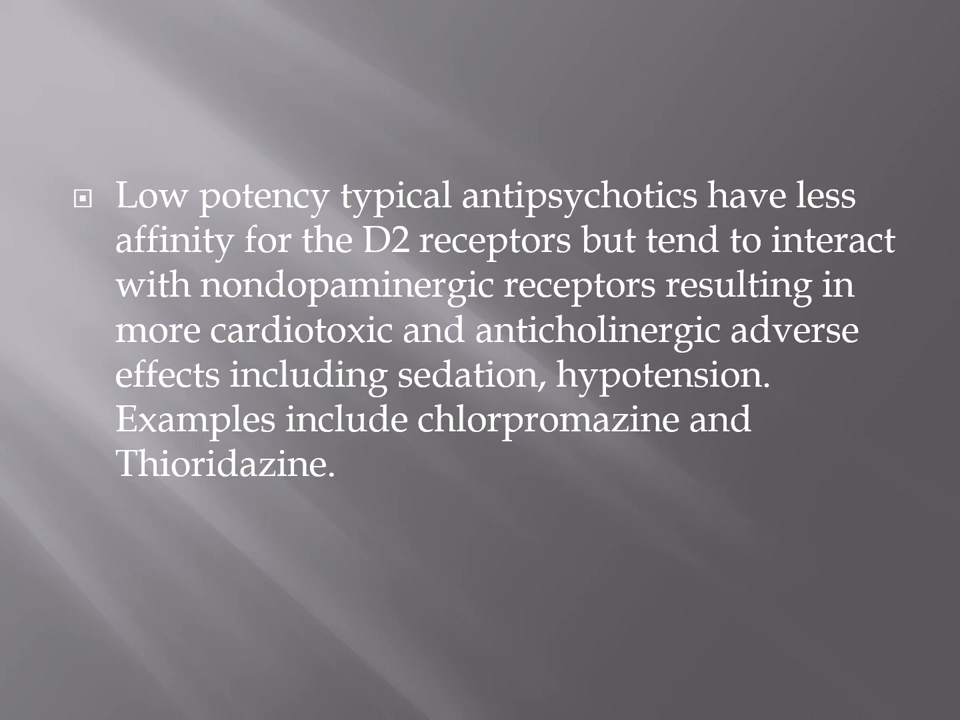 Low potency typical antipsychotics have less
affinity for the D2 receptors but tend to interact
with nondopaminergic receptors resulting in
more cardiotoxic and anticholinergic adverse
effects including sedation, hypotension.
Examples include chlorpromazine and
Thioridazine.